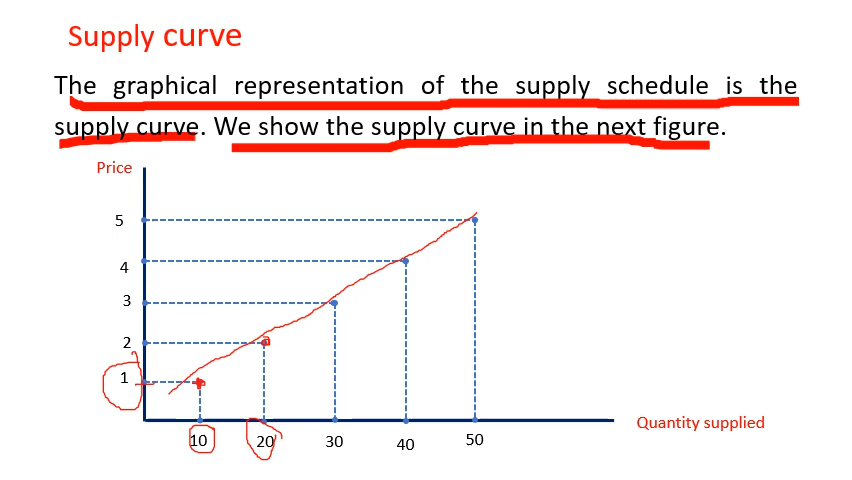 Supply curve
The graphical representation of the supply schedule is the
supply curve. We show the supply curve in the next figure.
Price
5
4
3
2
1
10 20 30 40 50
Quantity supplied